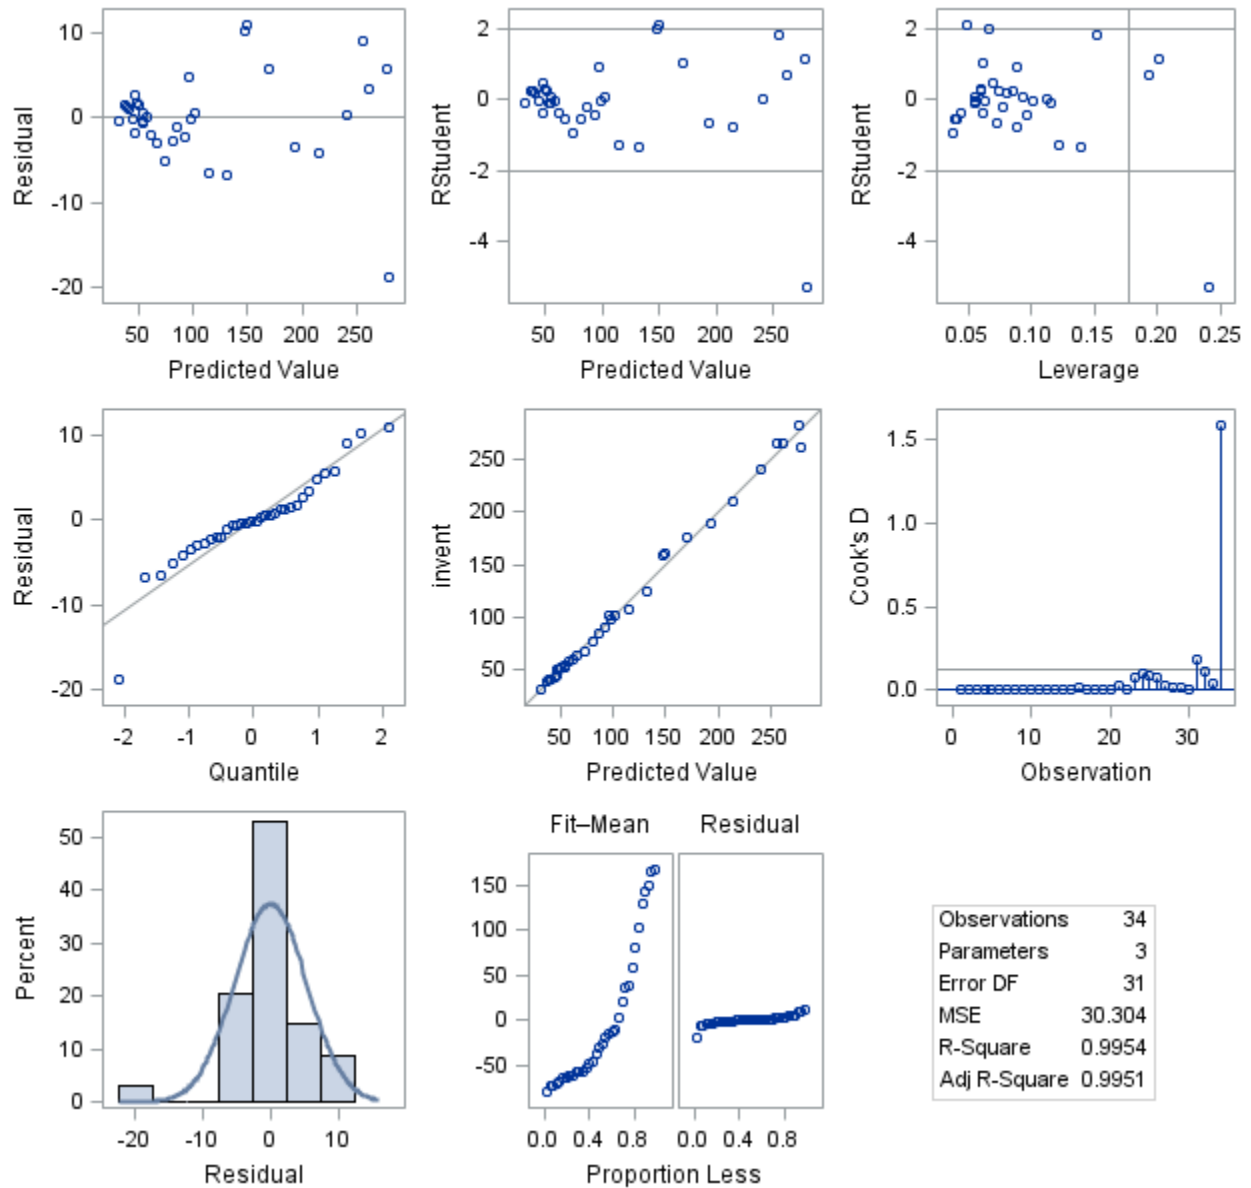 10
0
-10
-20
Residual
50 100 150 200 250
Predicted Value
2
0
-2
-4
RStudent
50 100 150 200 250
Predicted Value
2
0
-2
-4
RStudent
0.05 0.10 0.15 0.20 0.25
Leverage
10
0
-10
-20
Residual
-2 -1 0 1 2
Quantile
250
200
150
100
50
invent
50 100 150 200 250
Predicted Value
1.5
1.0
0.5
0.0
Cook's D
0 10 20 30
Observation
50
40
30
20
10
0
Percent
-20 -10 0 10
Residual
Fit–Mean Residual
150
100
50
0
-50
0.0 0.4 0.8 0.0 0.4 0.8
Proportion Less
Observations 34
Parameters 3
Error DF 31
MSE 30.304
R-Square 0.9954
Adj R-Square 0.9951